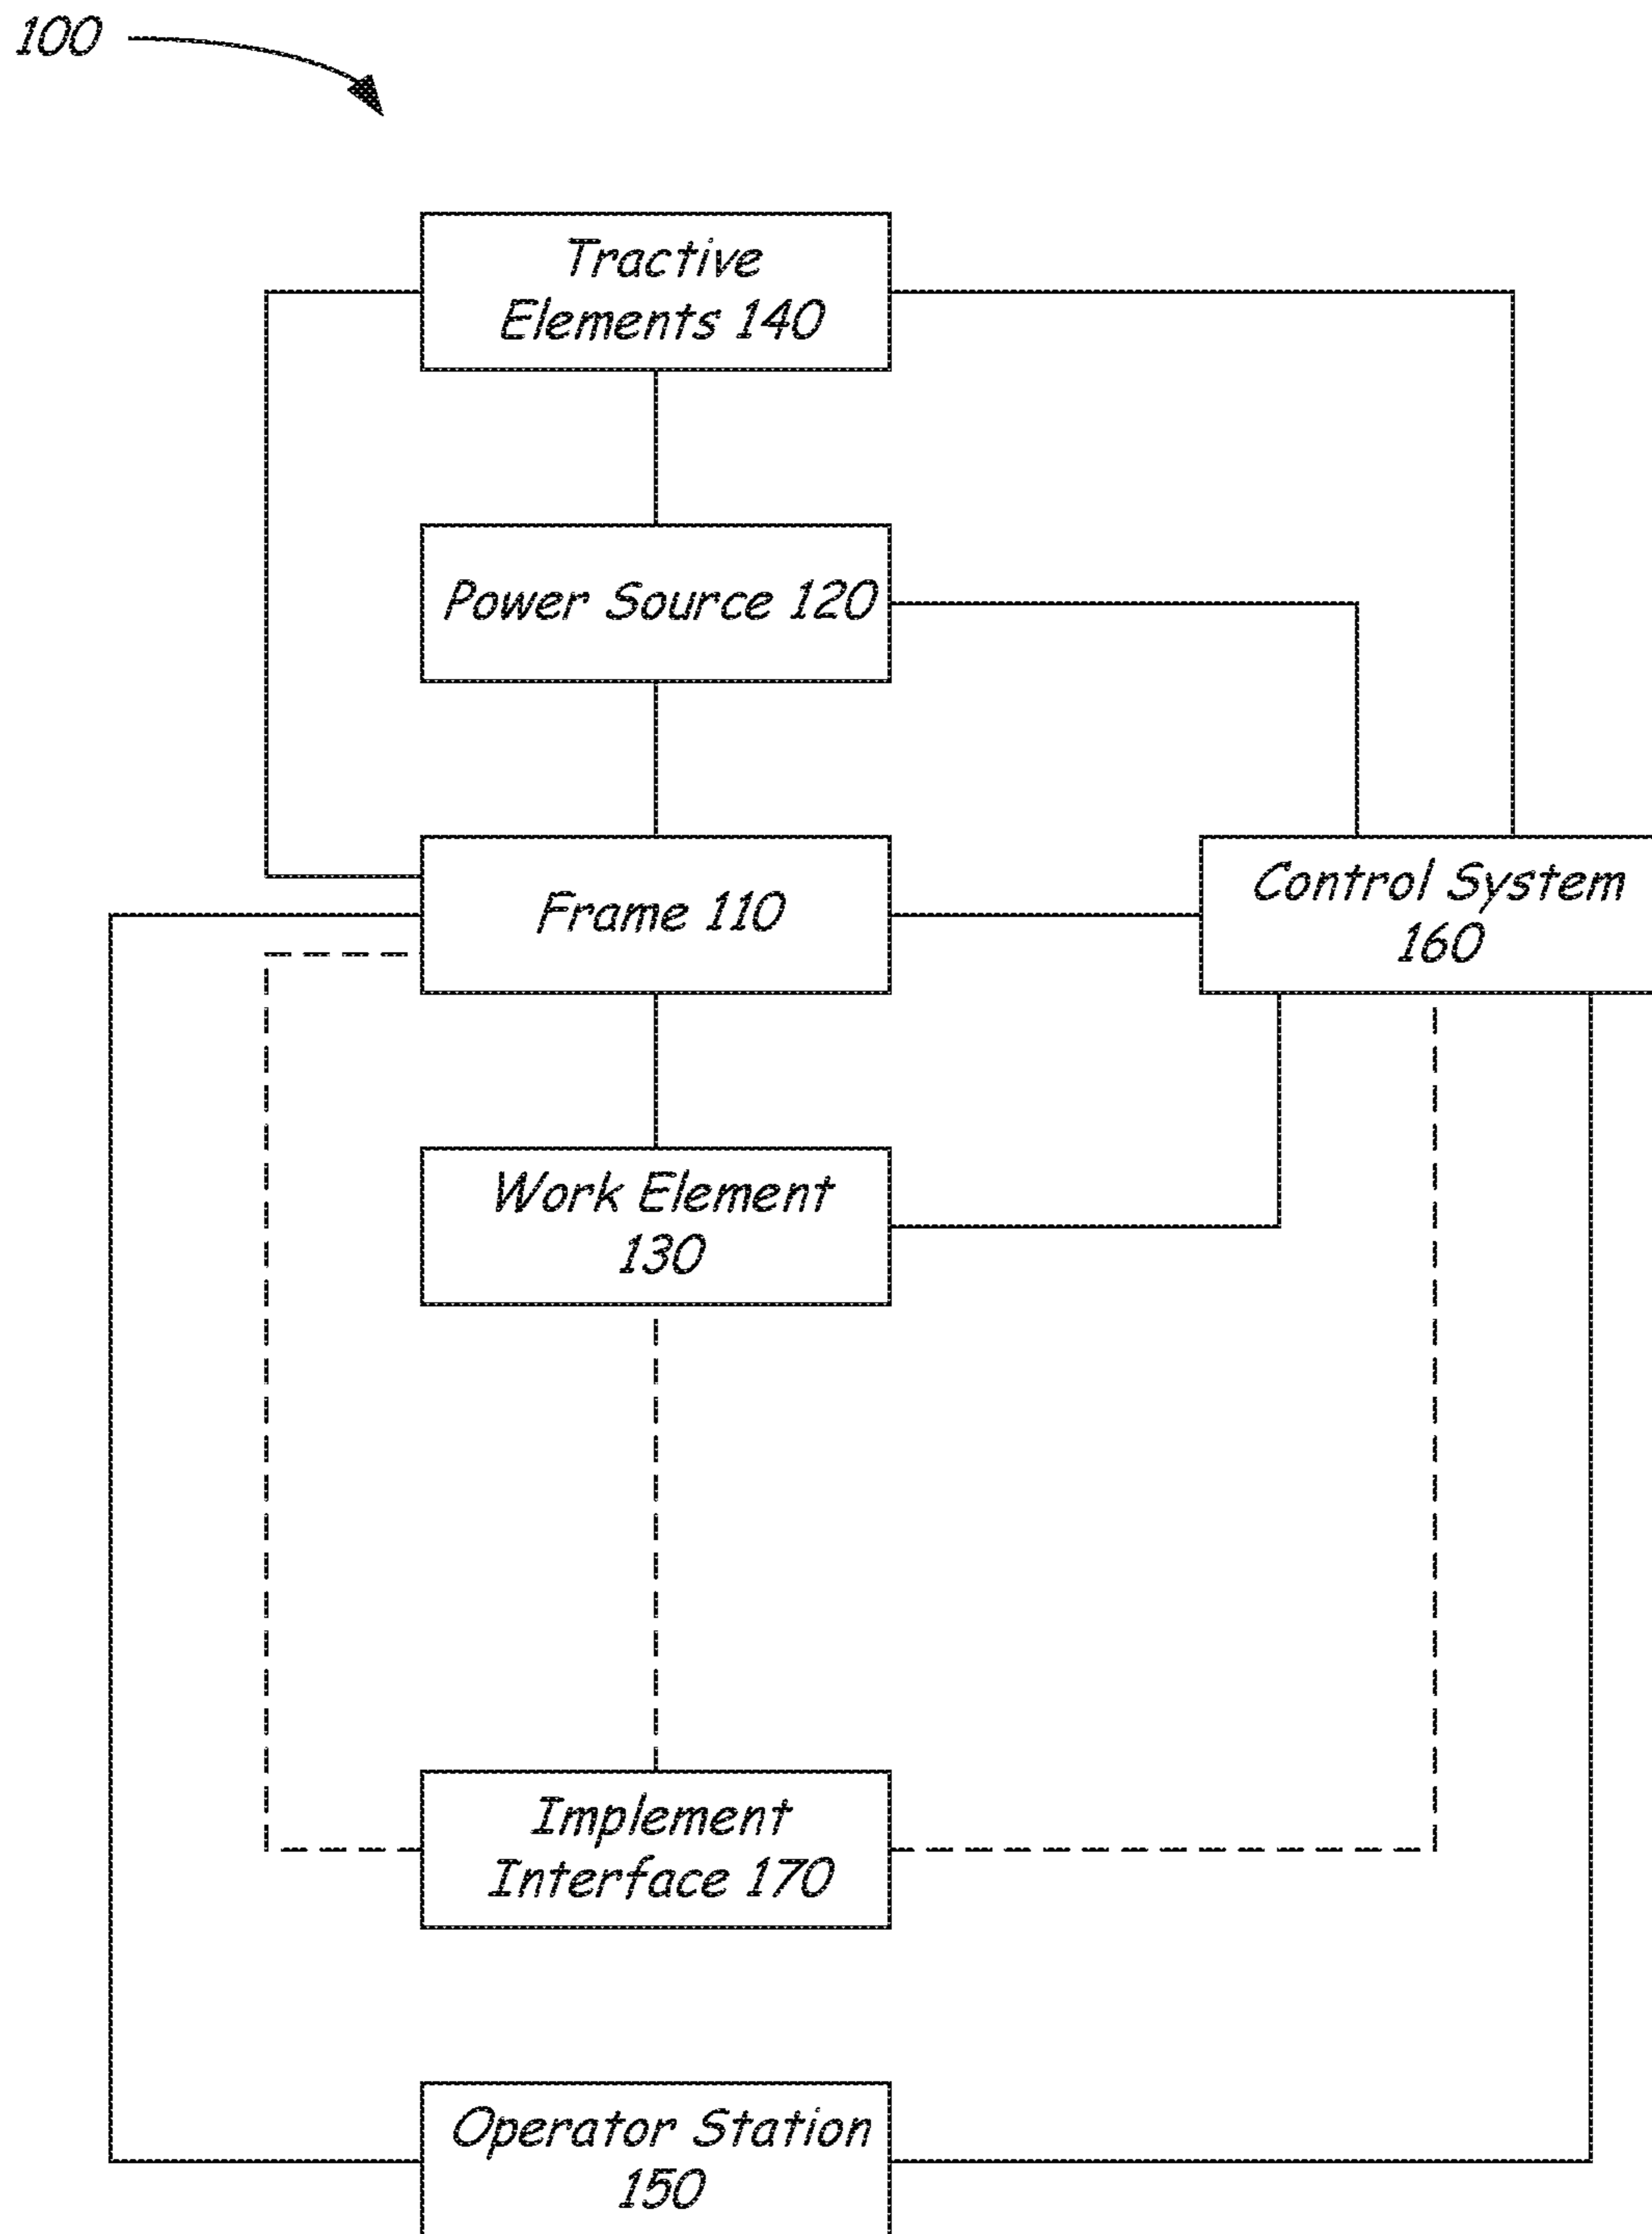 100
Tractive
Elements 140
Power Source 120
Frame 110
Control System
160
Work Element
130
Implement
Interface 170
Operator Station
150